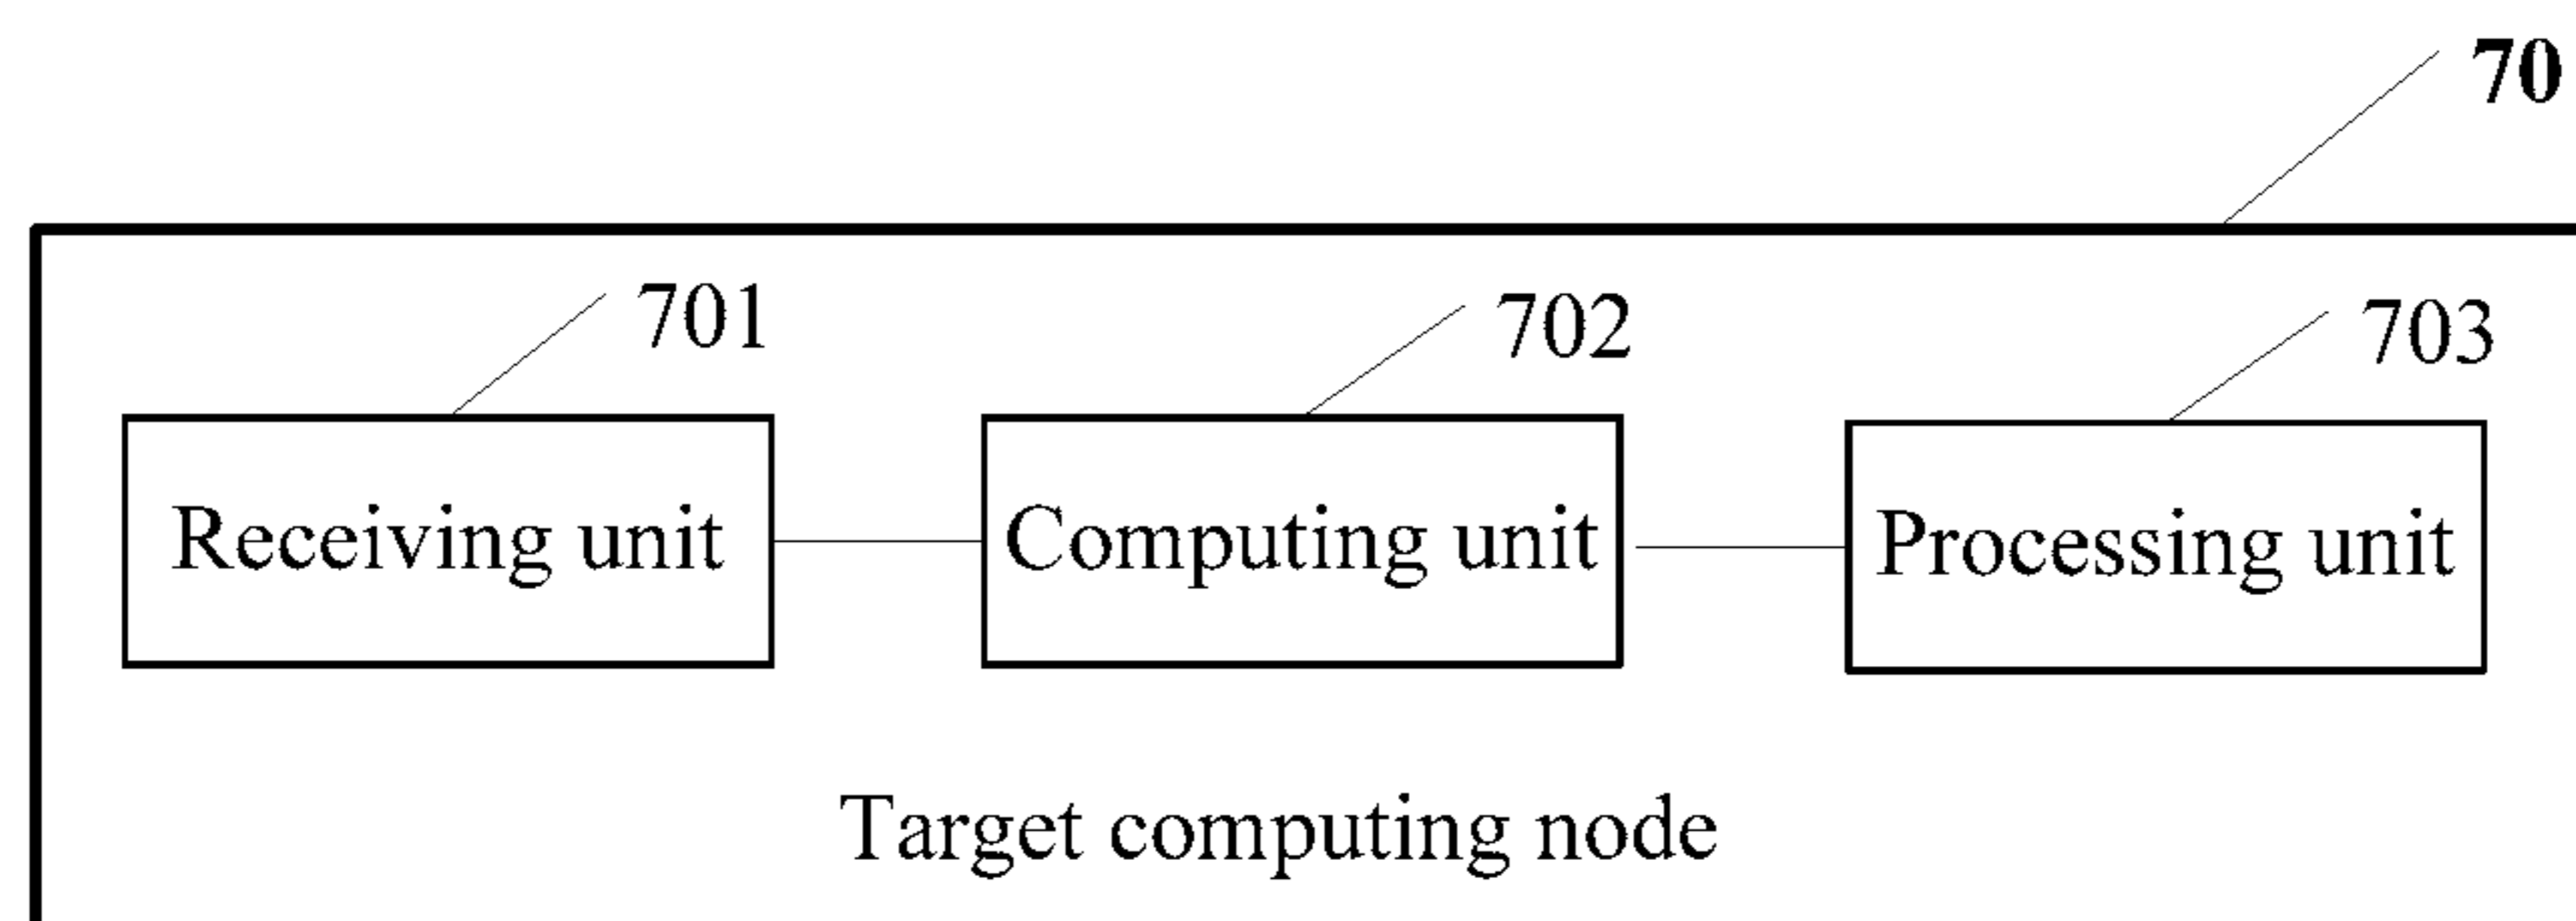 70
701
702
703
Receiving unit
Computing unit
Processing unit
Target computing node